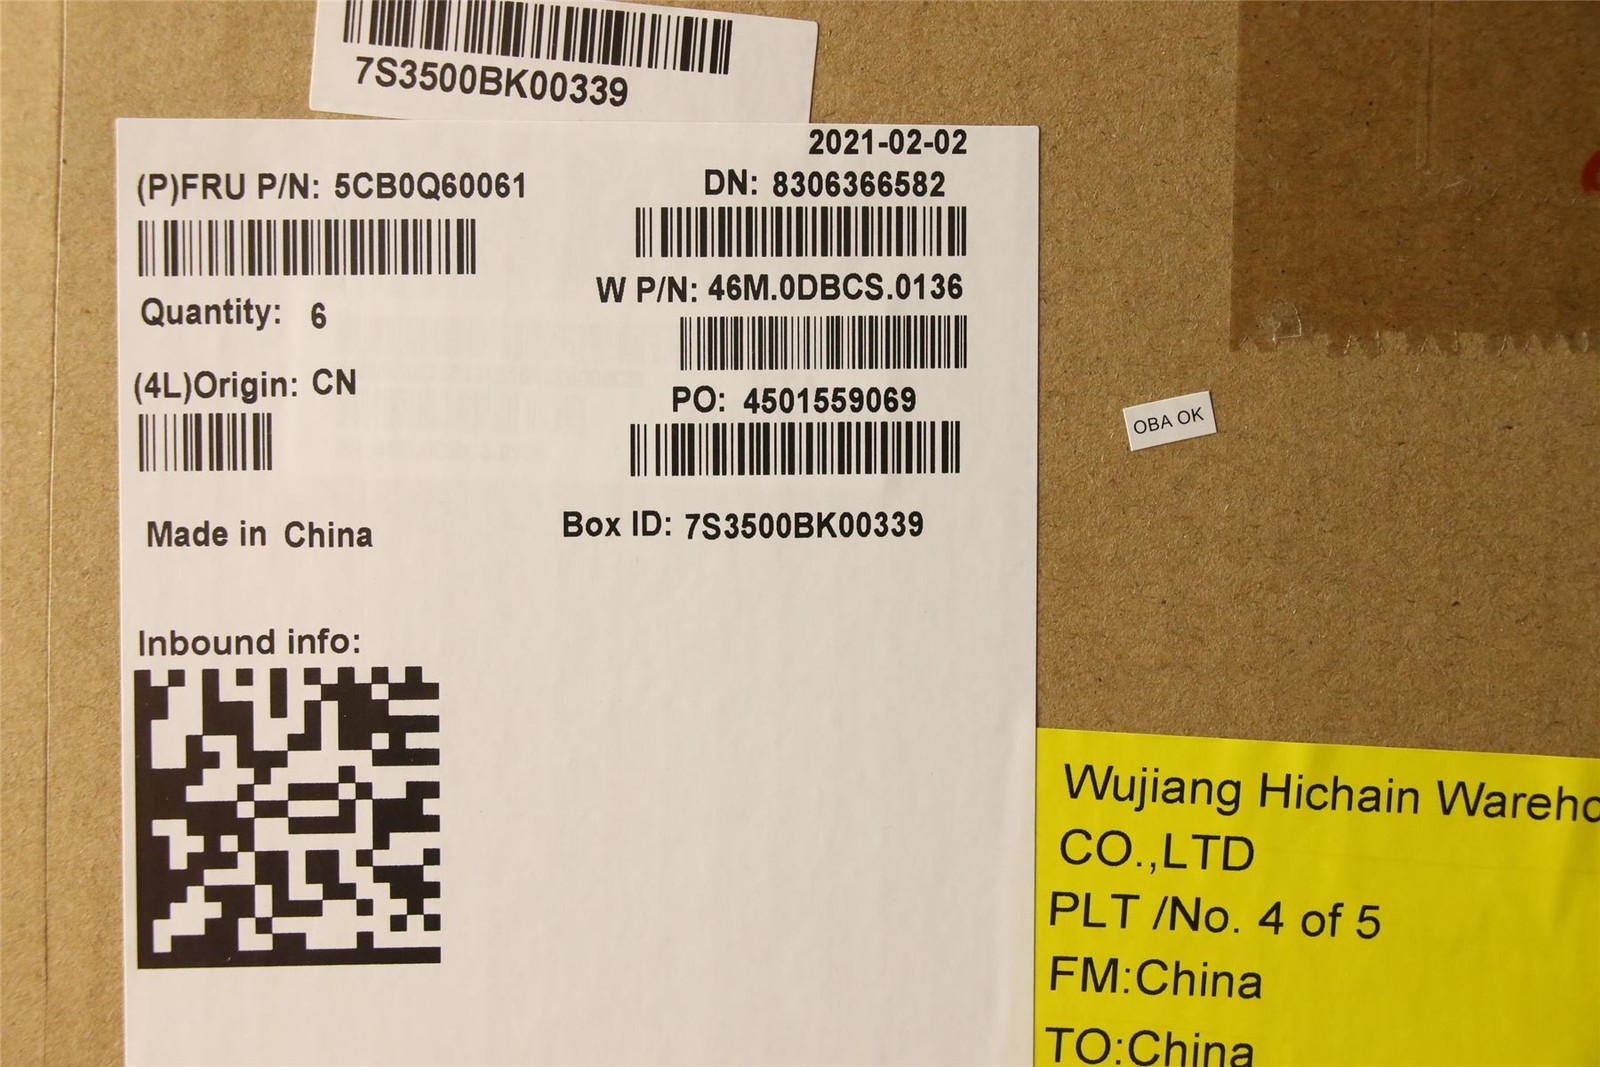 7S3500BK00339
2021-02-02
(P)FRU P/N: 5CB0Q60061
DN: 8306366582
W P/N: 46M.0DBCS.0136
Quantity: 6
(4L)Origin: CN
PO: 4501559069
Made in China
Box ID: 7S3500BK00339
Inbound info:
OBA OK
Wujiang Hichain
CO.,LTD
PLT /No. 4 of 5
FM:China
TO:China